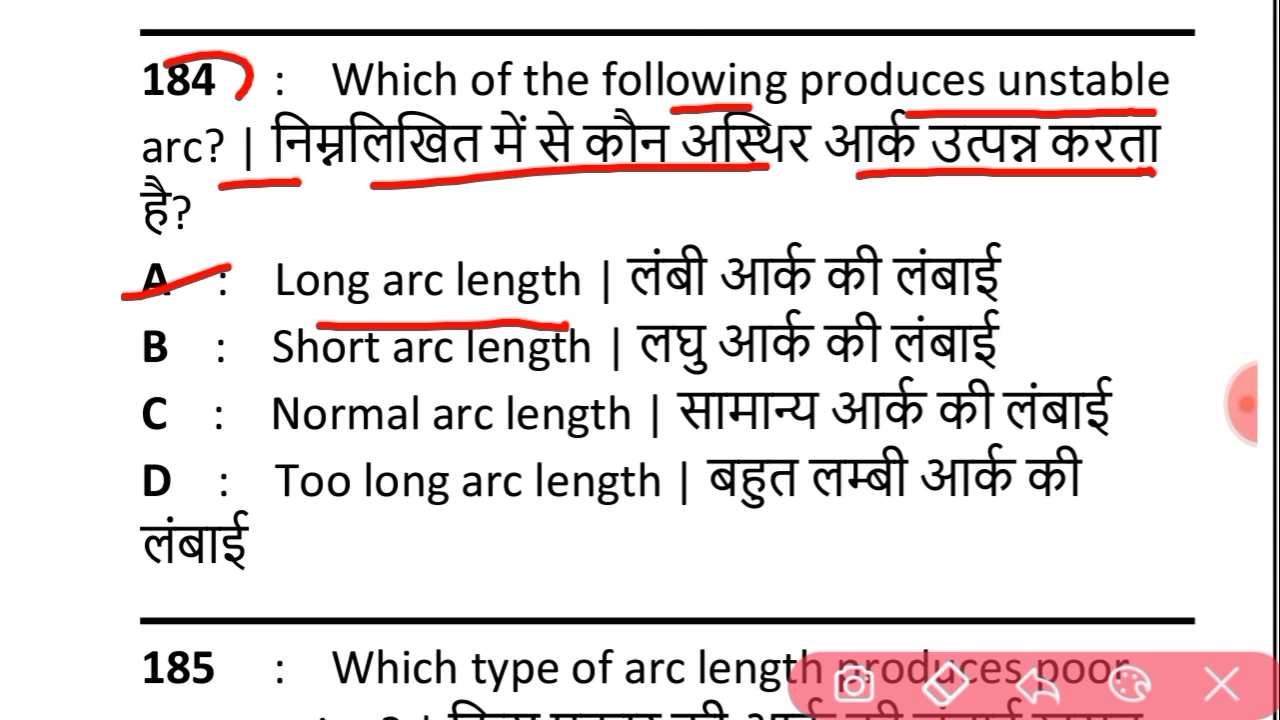 184 : Which of the following produces unstable
arc? | निम्नलिखित में से कौन अस्थिर आर्क उत्पन्न करता
है?
A : Long arc length | लंबी आर्क की लंबाई
B : Short arc length | लघु आर्क की लंबाई
C : Normal arc length | सामान्य आर्क की लंबाई
D : Too long arc length | बहुत लम्बी आर्क की
लंबाई
185 : Which type of arc length produces poor